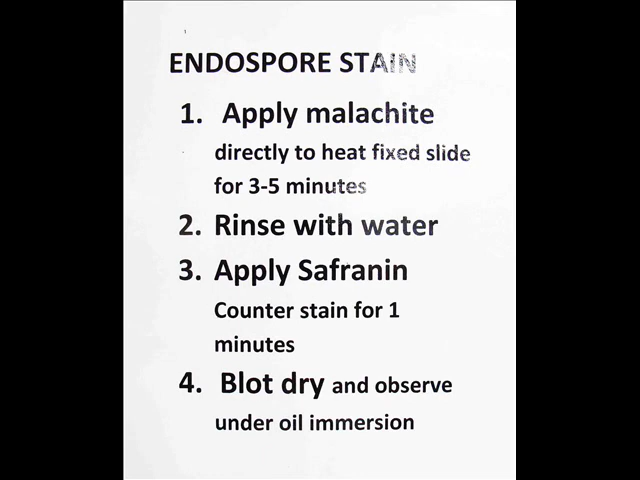 ENDOSPORE STAIN
1. Apply malachite
directly to heat fixed slide
for 3-5 minutes
2. Rinse with water
3. Apply Safranin
Counter stain for 1
minutes
4. Blot dry and observe
under oil immersion